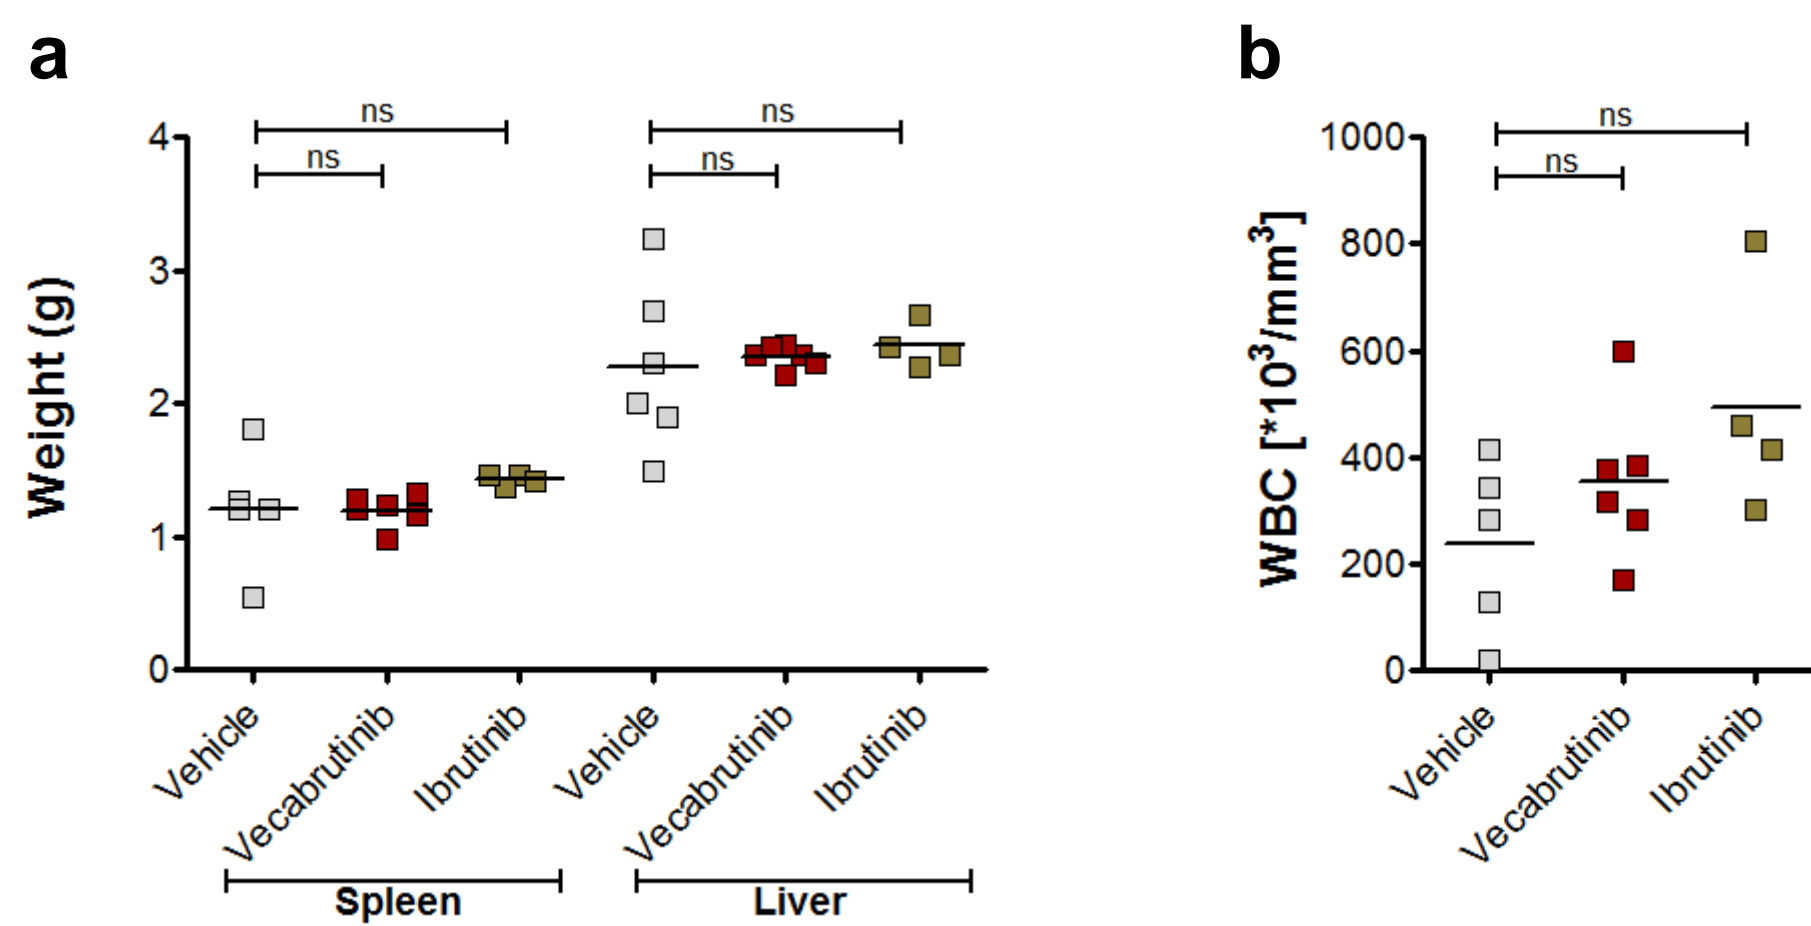 a
ns
ns
ns
ns
Weight (g)
4
3
2
1
0
Vehicle
Vecabrutinib
Ibrutinib
Vehicle
Vecabrutinib
Ibrutinib
Spleen
Liver
b
ns
ns
WBC [*10³/mm³]
1000
800
600
400
200
0
Vehicle
Vecabrutinib
Ibrutinib